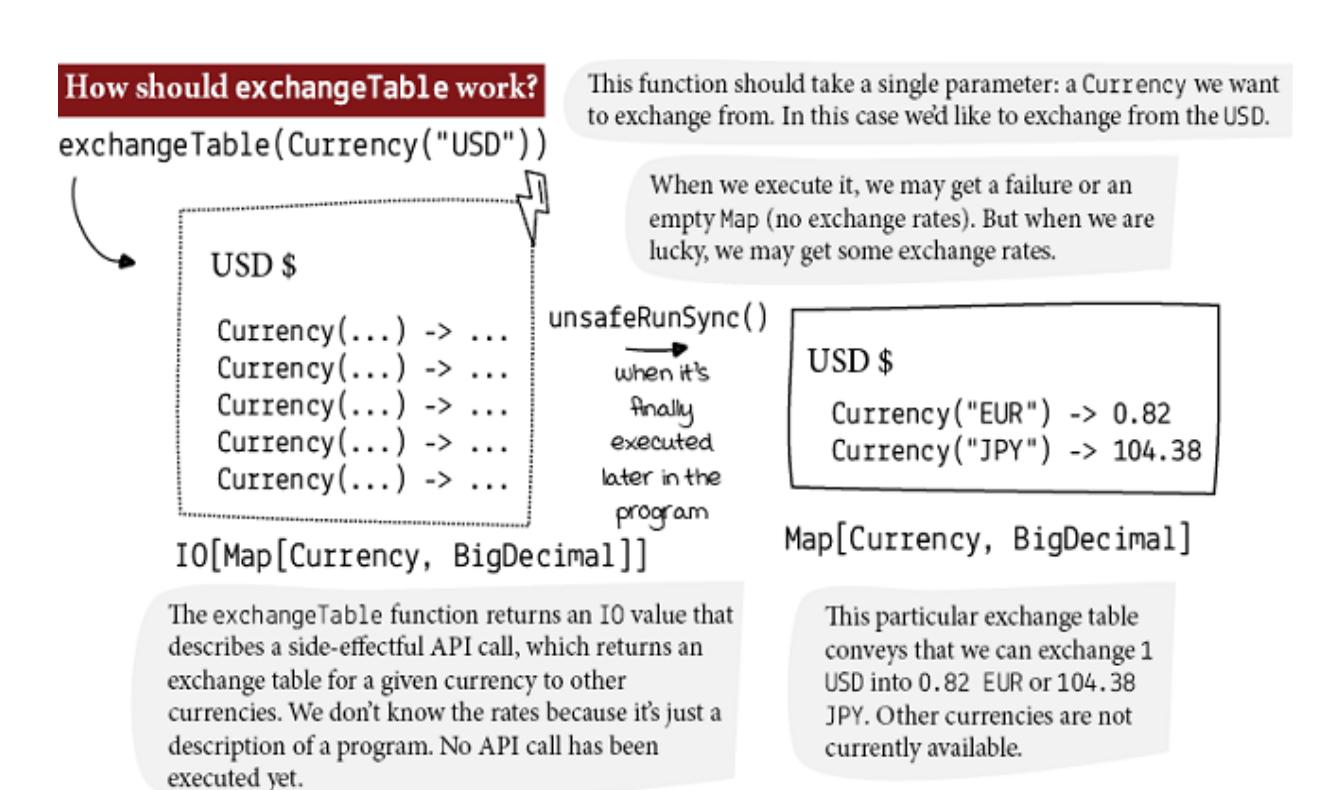 How should exchangeTable work?
exchangeTable(Currency("USD"))
This function should take a single parameter: a Currency we want
to exchange from. In this case we'd like to exchange from the USD.
When we execute it, we may get a failure or an
empty Map (no exchange rates). But when we are
lucky, we may get some exchange rates.
USD $
Currency(...) -> ...
Currency(...) -> ...
Currency(...) -> ...
Currency(...) -> ...
Currency(...) -> ...
IO[Map[Currency, BigDecimal]]
unsafeRunSync()
when it's
finally
executed
later in the
program
USD $
Currency("EUR") -> 0.82
Currency("JPY") -> 104.38
Map[Currency, BigDecimal]
The exchangeTable function returns an IO value that
describes a side-effectful API call, which returns an
exchange table for a given currency to other
currencies. We don't know the rates because it's just a
description of a program. No API call has been
executed yet.
This particular exchange table
conveys that we can exchange 1
USD into 0.82 EUR or 104.38
JPY. Other currencies are not
currently available.